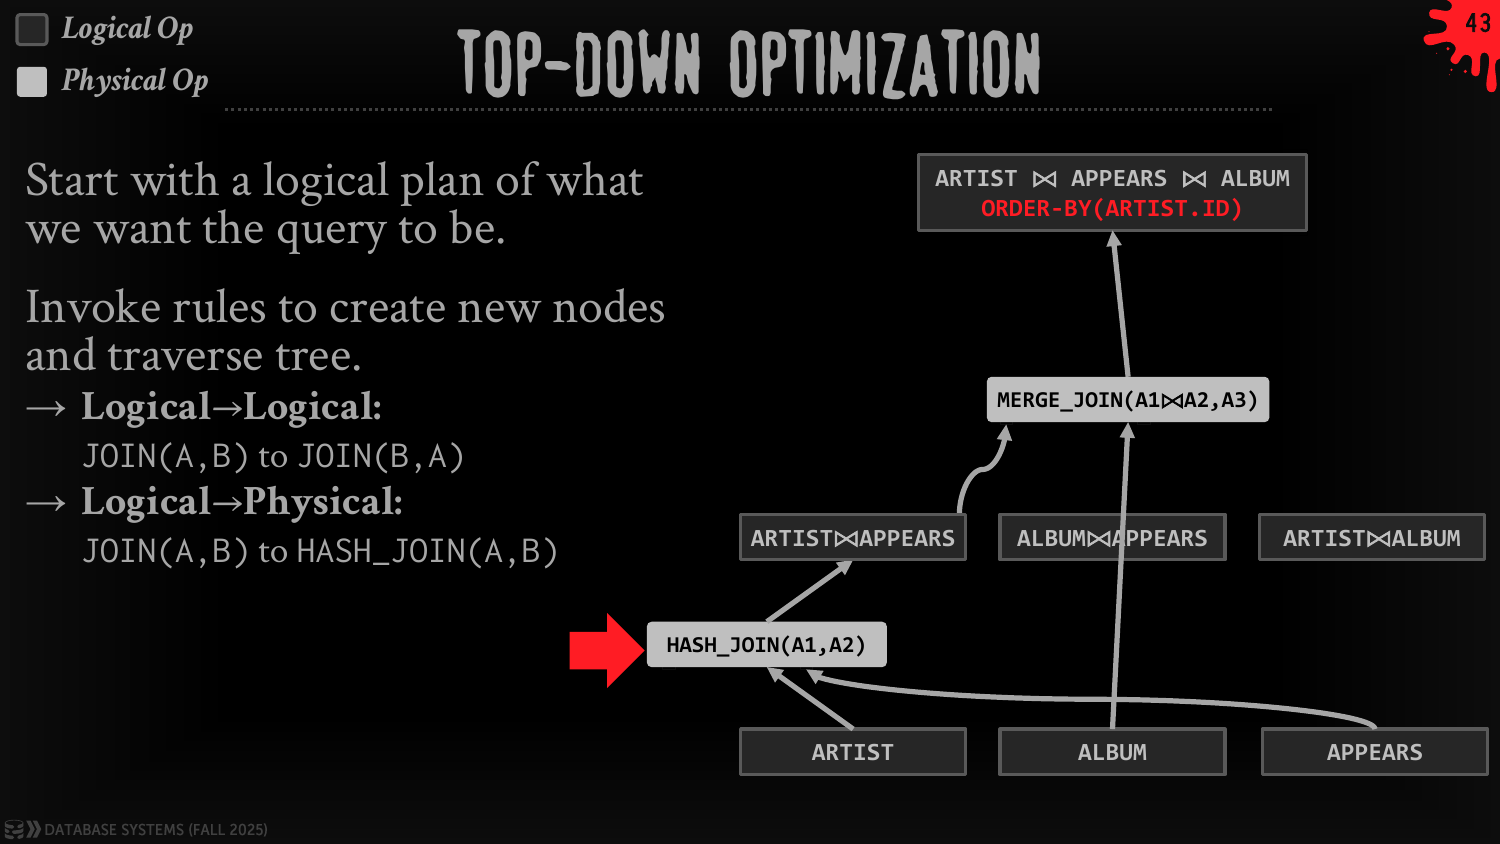 Logical Op
Physical Op
TOP-DOWN OPTIMIZATION
43
Start with a logical plan of what
we want the query to be.
Invoke rules to create new nodes
and traverse tree.
→ Logical→Logical:
JOIN(A,B) to JOIN(B,A)
→ Logical→Physical:
JOIN(A,B) to HASH_JOIN(A,B)
ARTIST ⋈ APPEARS ⋈ ALBUM
ORDER-BY(ARTIST.ID)
MERGE_JOIN(A1⋈A2,A3)
ARTIST⋈APPEARS
ALBUM⋈APPEARS
ARTIST⋈ALBUM
HASH_JOIN(A1,A2)
ARTIST
ALBUM
APPEARS
DATABASE SYSTEMS (FALL 2025)